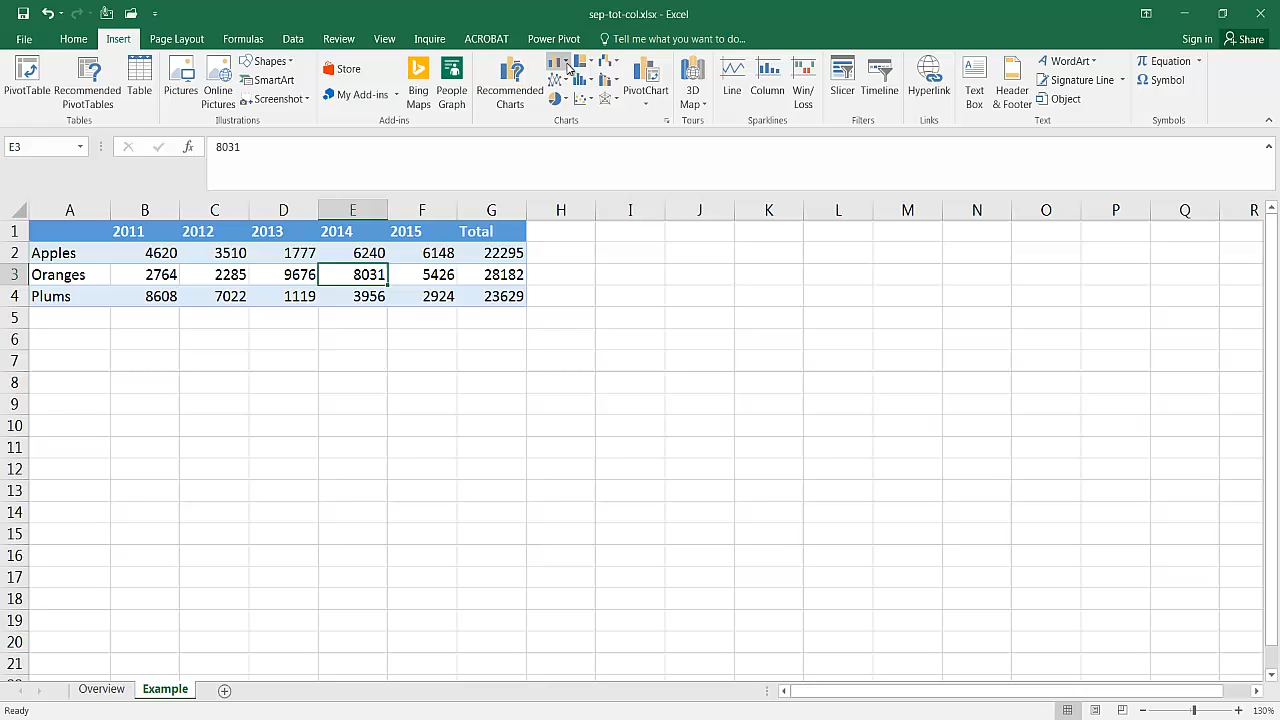 sep-tot-col.xlsx - Excel
File Home Insert Page Layout Formulas Data Review View Inquire ACROBAT Power Pivot Tell me what you want to do... Sign in Share
PivotTable
Recommended
PivotTables
Table
Tables
Pictures
Online
Pictures
Shapes
SmartArt
Screenshot
Illustrations
Store
My Add-ins
Bing
Maps
People
Graph
Add-ins
Recommended
Charts
PivotChart
Charts
3D
Map
Tours
Line
Column
Win/
Loss
Sparklines
Slicer
Timeline
Filters
Hyperlink
Links
Text
Box
Header
& Footer
WordArt
Signature Line
Object
Text
Equation
Symbol
Symbols
E3 fx 8031
A B C D E F G H I J K L M N O P Q R
1 2011 2012 2013 2014 2015 Total
2 Apples 4620 3510 1777 6240 6148 22295
3 Oranges 2764 2285 9676 8031 5426 28182
4 Plums 8608 7022 1119 3956 2924 23629
5
6
7
8
9
10
11
12
13
14
15
16
17
18
19
20
21
Overview Example
Ready 130%